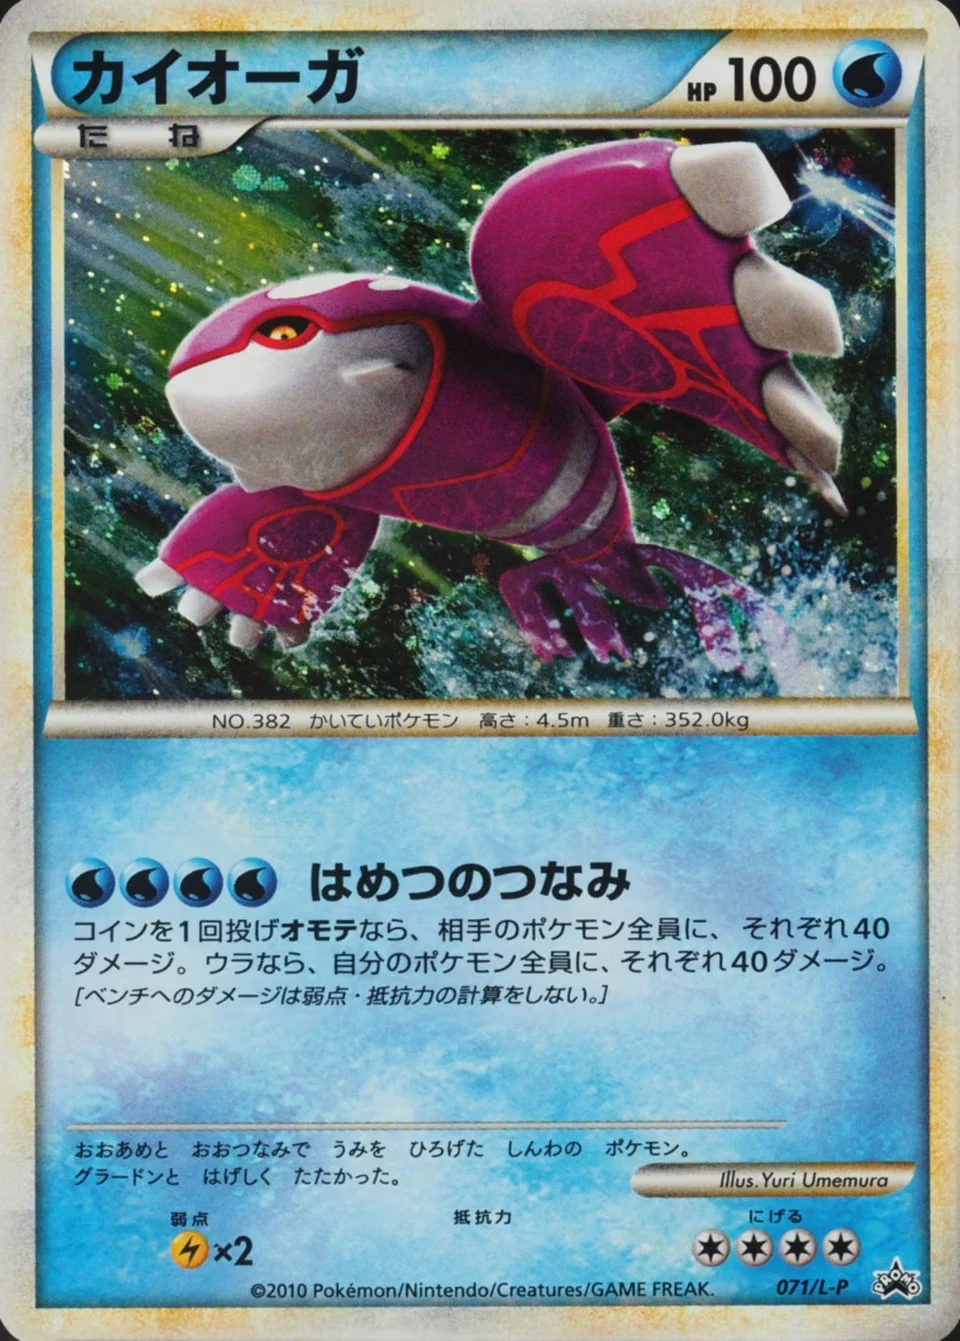 カイオーガ
HP 100
たね
NO.382 かいていポケモン 高さ：4.5m 重さ：352.0kg
はめつのつなみ
コインを1回投げオモテなら、相手のポケモン全員に、それぞれ40
ダメージ。ウラなら、自分のポケモン全員に、それぞれ40ダメージ。
[ベンチへのダメージは弱点・抵抗力の計算をしない。]
おおあめと おおつなみで うみを ひろげた しんわの ポケモン。
グラードンと はげしく たたかった。
Illus. Yuri Umemura
弱点 抵抗力 にげる
×2
©2010 Pokémon/Nintendo/Creatures/GAME FREAK. 071/L-P PROMO